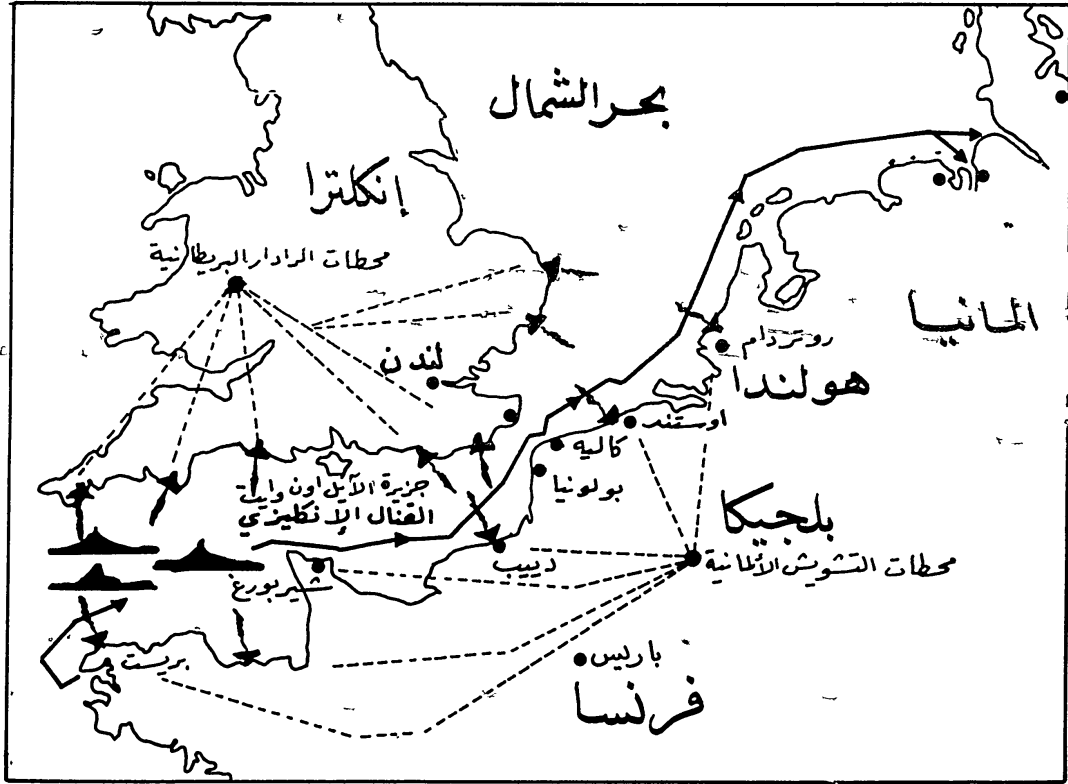 بحر الشمال
إنكلترا
محطات الرادار البريطانية
المانيا
روتردام
لندن
هولندا
اوستند
كاليه
جزيرة الآيل اون وايت
بولونيا
القنال الإنكليزي
بلجيكا
دييب
محطات التشويش الألمانية
شيربورغ
باريس
بريست
فرنسا